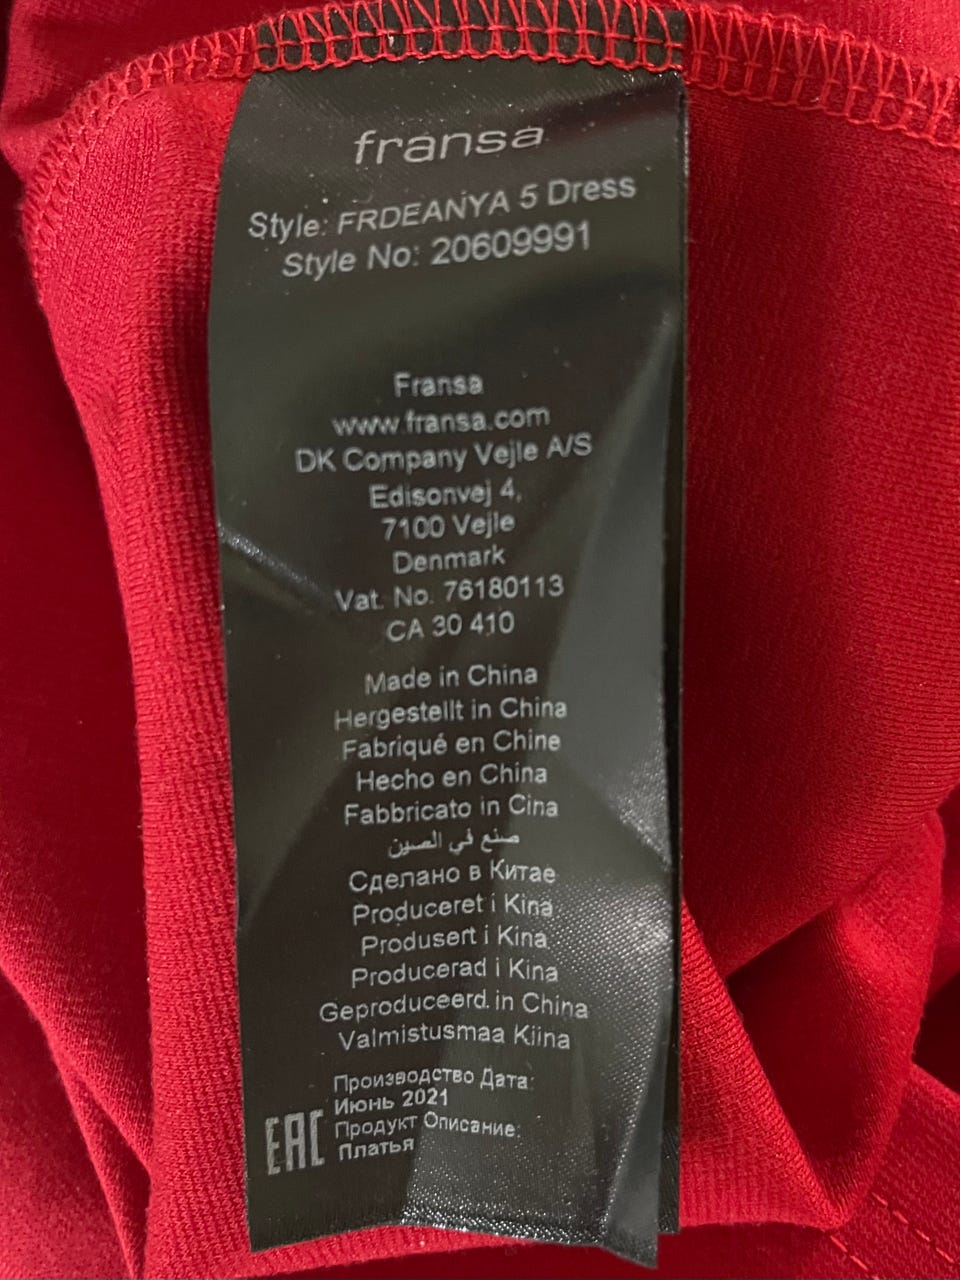 fransa
Style: FRDEANYA 5 Dress
Style No: 20609991
Fransa
www.fransa.com
DK Company Vejle A/S
Edisonvej 4,
7100 Vejle
Denmark
Vat. No. 76180113
CA 30 410
Made in China
Hergestellt in China
Fabriqué en Chine
Hecho en China
Fabbricato in Cina
صنع في الصين
Сделано в Китае
Produceret i Kina
Produsert i Kina
Producerad i Kina
Geproduceerd in China
Valmistusmaa Kiina
Производство Дата:
Июнь 2021
Продукт Описание:
Платья
EAC